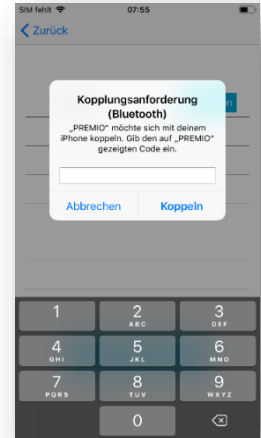 SIM fehlt 07:55
Zurück
en
Kopplungsanforderung
(Bluetooth)
„PREMIO“ möchte sich mit deinem
iPhone koppeln. Gib den auf „PREMIO“
gezeigten Code ein.
Abbrechen Koppeln
1 2 3
ABC DEF
4 5 6
GHI JKL MNO
7 8 9
PQRS TUV WXYZ
0